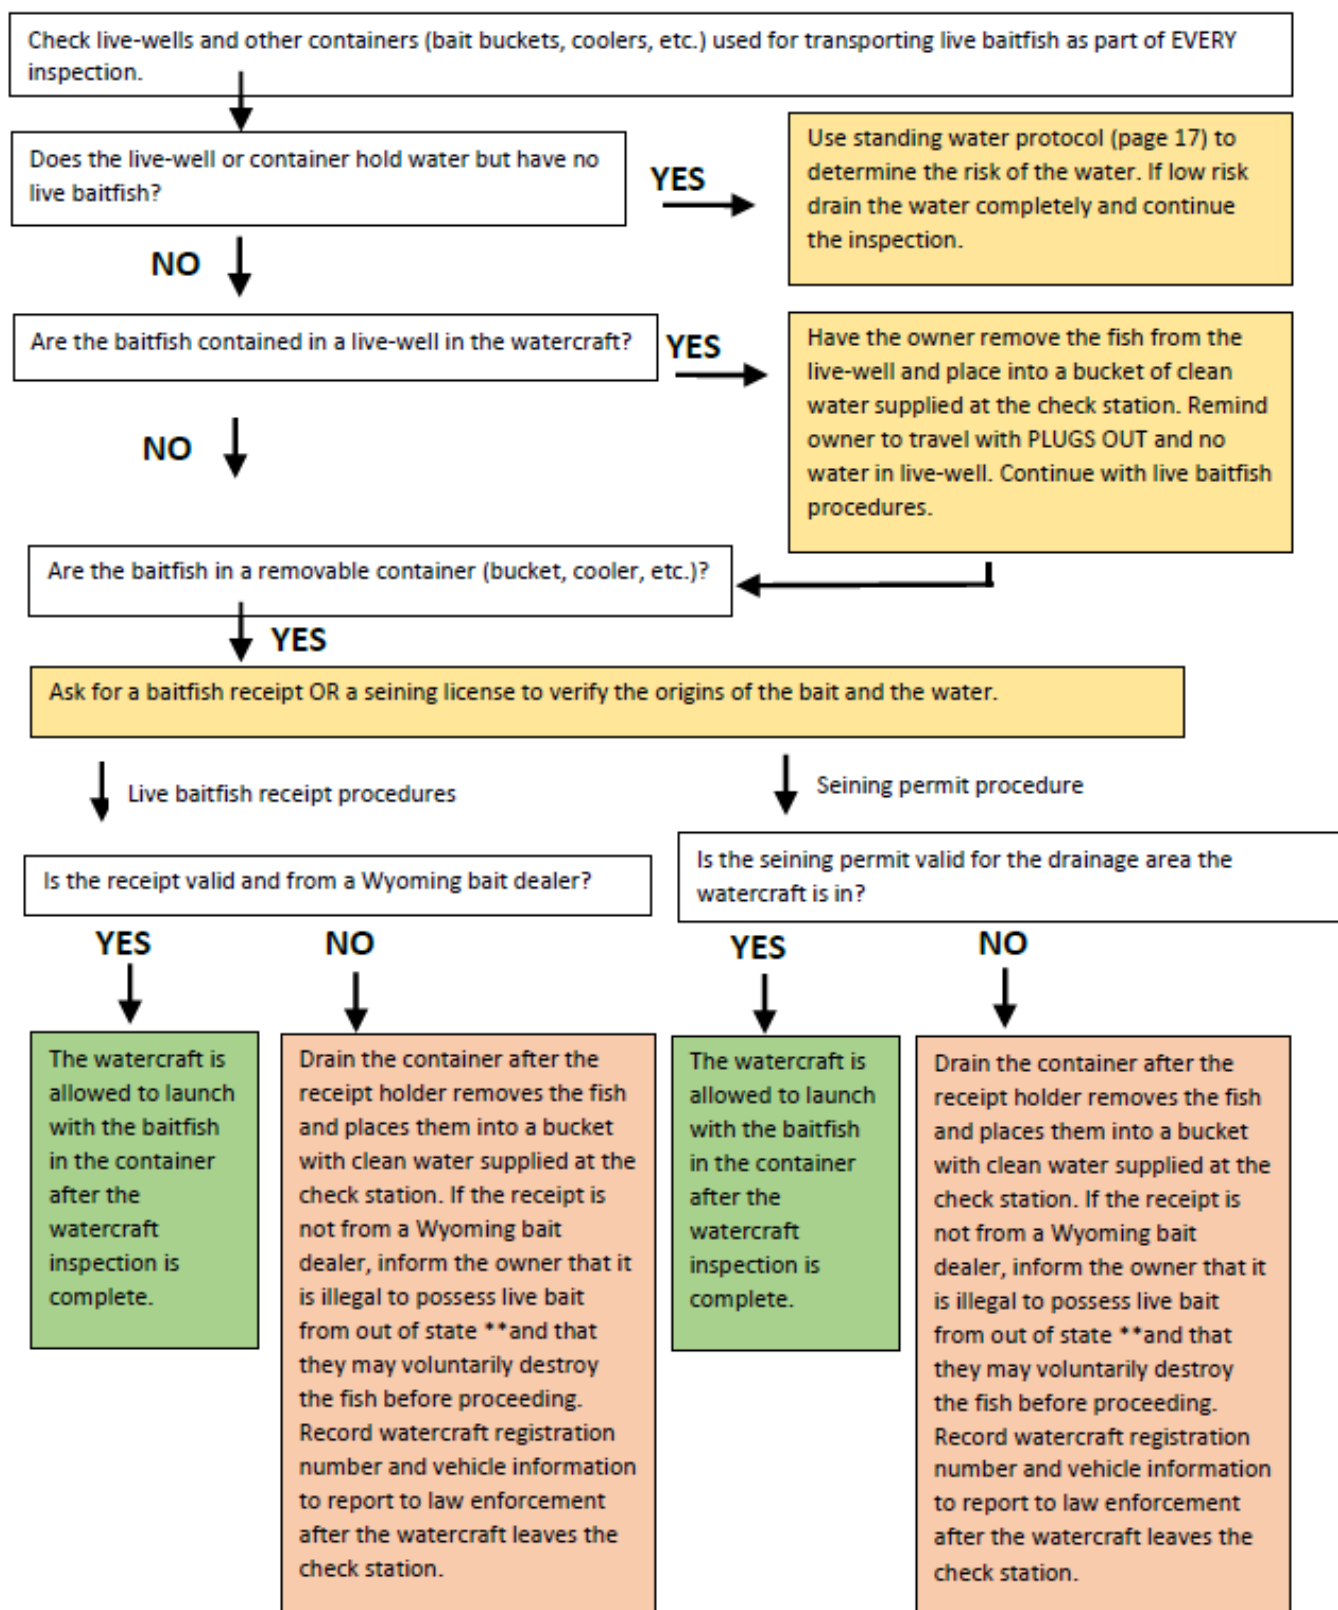 Check live-wells and other containers (bait buckets, coolers, etc.) used for transporting live baitfish as part of EVERY
inspection.
Does the live-well or container hold water but have no
live baitfish?
YES
Use standing water protocol (page 17) to
determine the risk of the water. If low risk
drain the water completely and continue
the inspection.
NO
Are the baitfish contained in a live-well in the watercraft?
YES
Have the owner remove the fish from the
live-well and place into a bucket of clean
water supplied at the check station. Remind
owner to travel with PLUGS OUT and no
water in live-well. Continue with live baitfish
procedures.
NO
Are the baitfish in a removable container (bucket, cooler, etc.)?
YES
Ask for a baitfish receipt OR a seining license to verify the origins of the bait and the water.
Live baitfish receipt procedures
Seining permit procedure
Is the receipt valid and from a Wyoming bait dealer?
Is the seining permit valid for the drainage area the
watercraft is in?
YES
NO
YES
NO
The watercraft is
allowed to launch
with the baitfish
in the container
after the
watercraft
inspection is
complete.
Drain the container after the
receipt holder removes the fish
and places them into a bucket
with clean water supplied at the
check station. If the receipt is
not from a Wyoming bait
dealer, inform the owner that it
is illegal to possess live bait
from out of state **and that
they may voluntarily destroy
the fish before proceeding.
Record watercraft registration
number and vehicle information
to report to law enforcement
after the watercraft leaves the
check station.
The watercraft is
allowed to launch
with the baitfish
in the container
after the
watercraft
inspection is
complete.
Drain the container after the
receipt holder removes the fish
and places them into a bucket
with clean water supplied at the
check station. If the receipt is
not from a Wyoming bait
dealer, inform the owner that it
is illegal to possess live bait
from out of state **and that
they may voluntarily destroy
the fish before proceeding.
Record watercraft registration
number and vehicle information
to report to law enforcement
after the watercraft leaves the
check station.